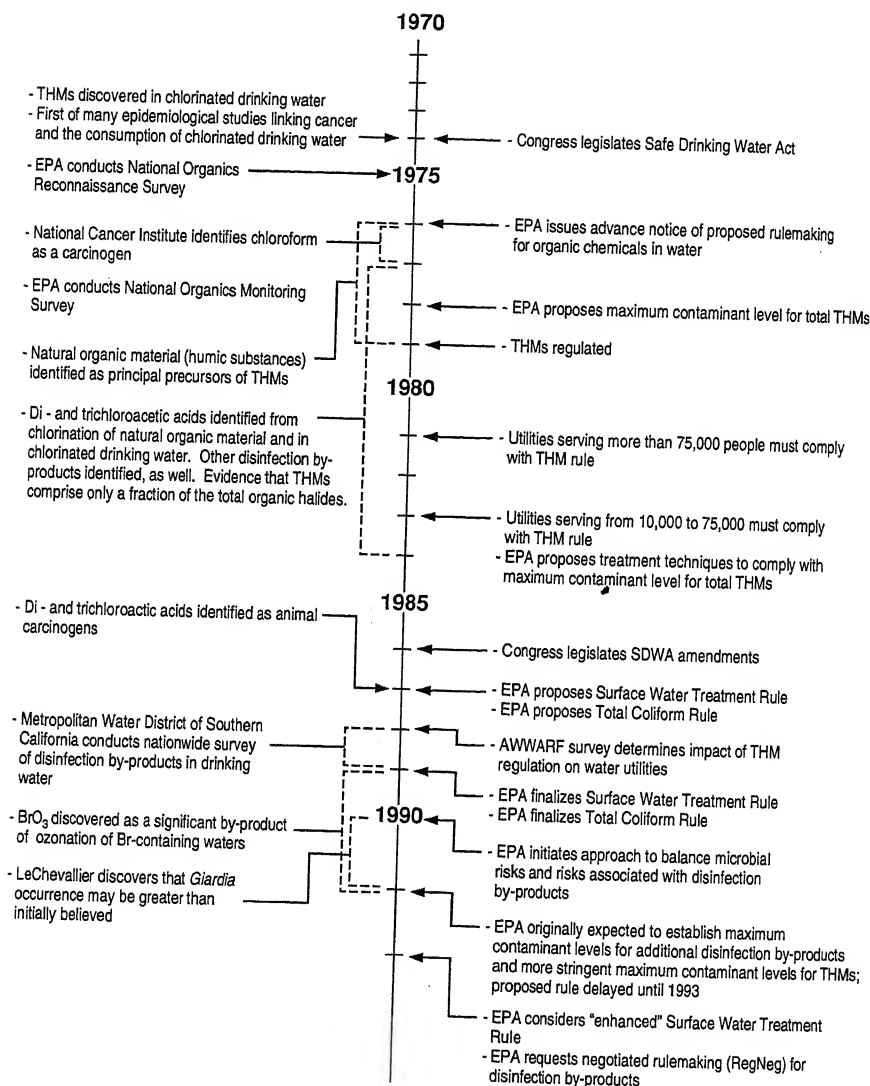 1970
- THMs discovered in chlorinated drinking water
- First of many epidemiological studies linking cancer
and the consumption of chlorinated drinking water
- Congress legislates Safe Drinking Water Act
- EPA conducts National Organics
Reconnaissance Survey
1975
- EPA issues advance notice of proposed rulemaking
for organic chemicals in water
- National Cancer Institute identifies chloroform
as a carcinogen
- EPA conducts National Organics Monitoring
Survey
- EPA proposes maximum contaminant level for total THMs
- THMs regulated
- Natural organic material (humic substances)
identified as principal precursors of THMs
1980
- Di - and trichloroacetic acids identified from
chlorination of natural organic material and in
chlorinated drinking water. Other disinfection by-
products identified, as well. Evidence that THMs
comprise only a fraction of the total organic halides.
- Utilities serving more than 75,000 people must comply
with THM rule
- Utilities serving from 10,000 to 75,000 must comply
with THM rule
- EPA proposes treatment techniques to comply with
maximum contaminant level for total THMs
1985
- Di - and trichloroactic acids identified as animal
carcinogens
- Congress legislates SDWA amendments
- EPA proposes Surface Water Treatment Rule
- EPA proposes Total Coliform Rule
- Metropolitan Water District of Southern
California conducts nationwide survey
of disinfection by-products in drinking
water
- AWWARF survey determines impact of THM
regulation on water utilities
- EPA finalizes Surface Water Treatment Rule
- EPA finalizes Total Coliform Rule
1990
- BrO3 discovered as a significant by-product
of ozonation of Br-containing waters
- EPA initiates approach to balance microbial
risks and risks associated with disinfection
by-products
- LeChevallier discovers that Giardia
occurrence may be greater than
initially believed
- EPA originally expected to establish maximum
contaminant levels for additional disinfection by-products
and more stringent maximum contaminant levels for THMs;
proposed rule delayed until 1993
- EPA considers "enhanced" Surface Water Treatment
Rule
- EPA requests negotiated rulemaking (RegNeg) for
disinfection by-products